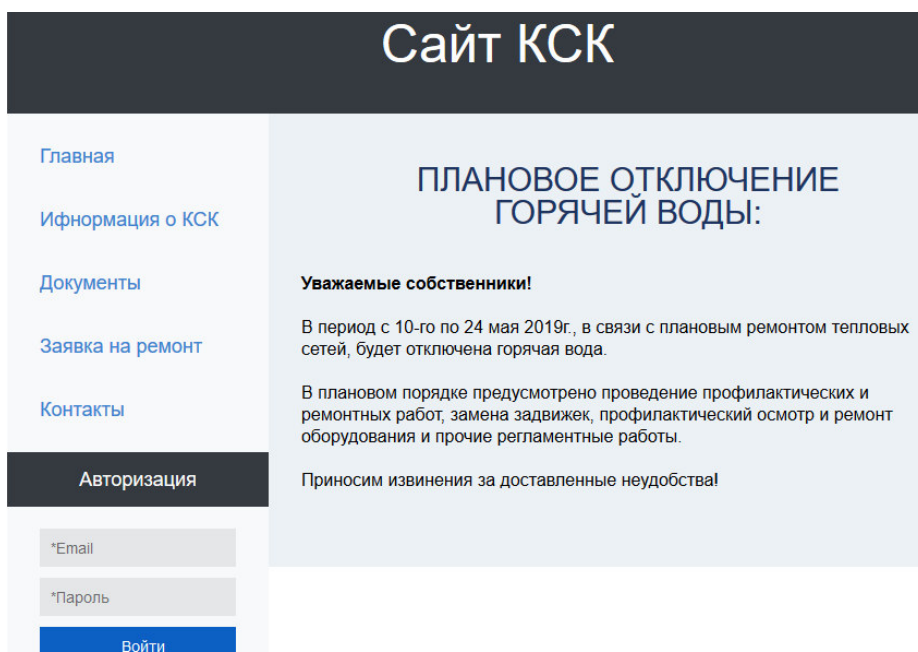 Сайт КСК
Главная
Ифнормация о КСК
Документы
Заявка на ремонт
Контакты
Авторизация
*Email
*Пароль
Войти
ПЛАНОВОЕ ОТКЛЮЧЕНИЕ
ГОРЯЧЕЙ ВОДЫ:
Уважаемые собственники!
В период с 10-го по 24 мая 2019г., в связи с плановым ремонтом тепловых
сетей, будет отключена горячая вода.
В плановом порядке предусмотрено проведение профилактических и
ремонтных работ, замена задвижек, профилактический осмотр и ремонт
оборудования и прочие регламентные работы.
Приносим извинения за доставленные неудобства!